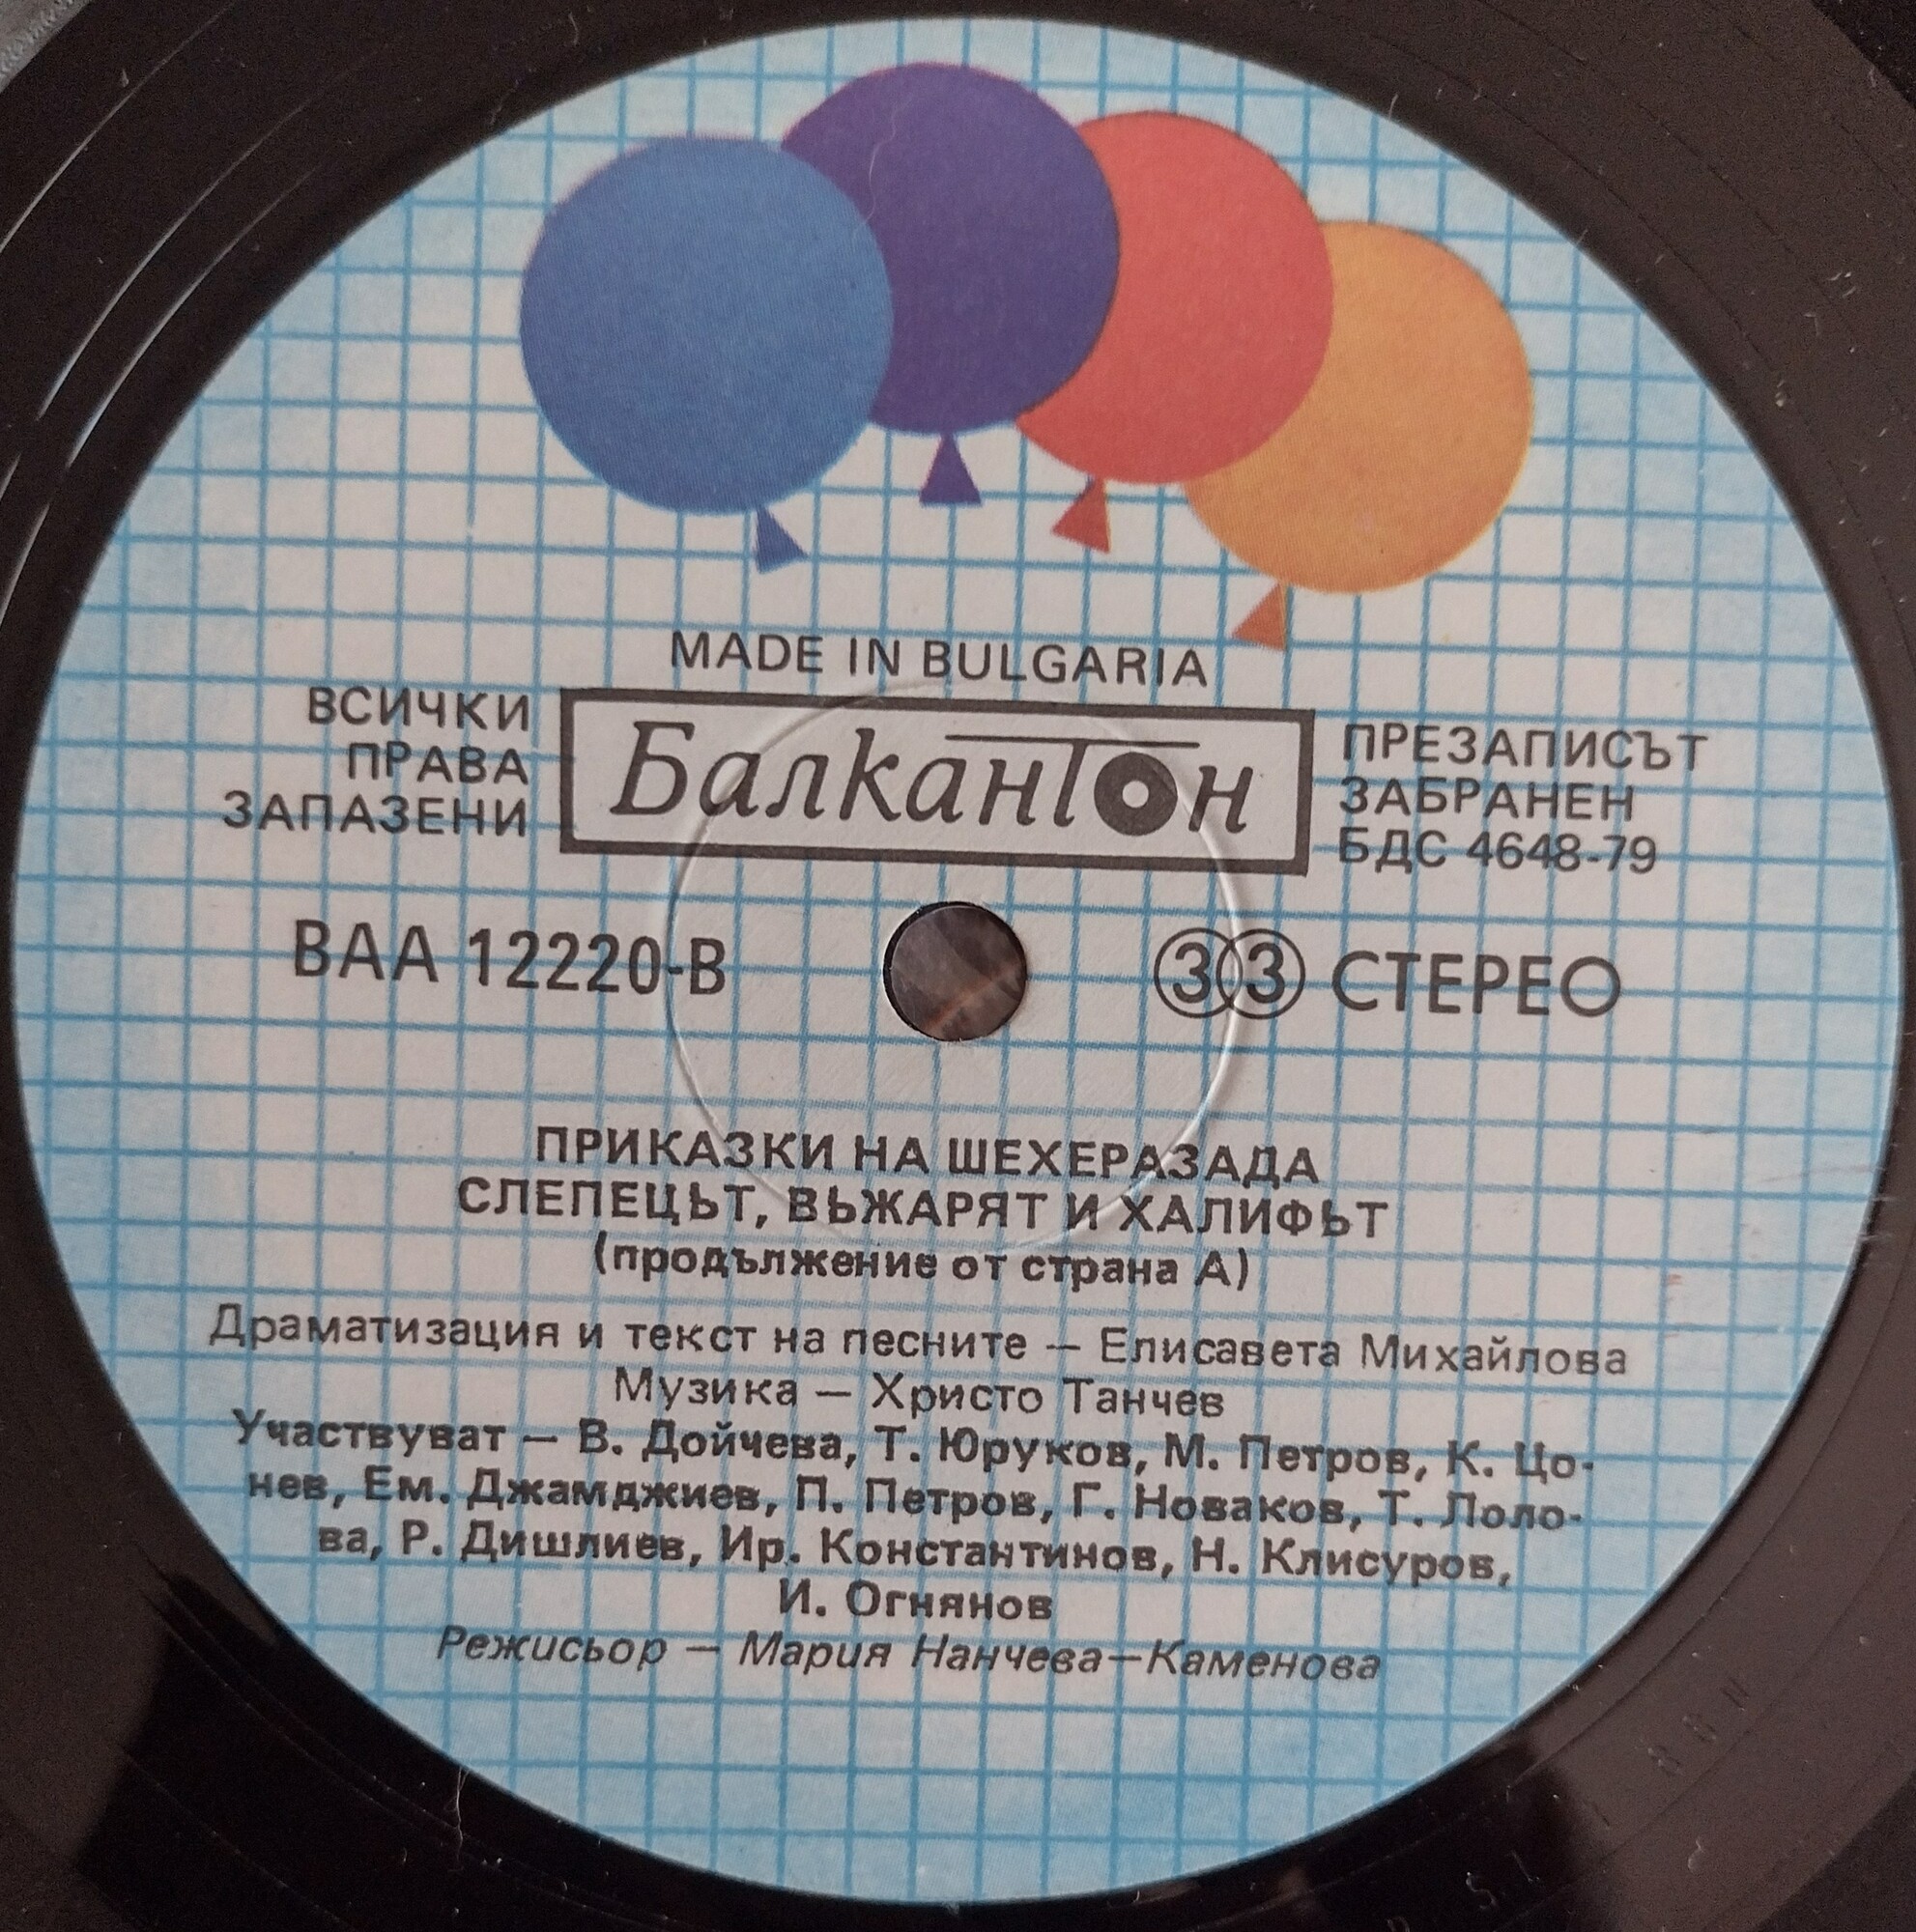 MADE IN BULGARIA
ВСИЧКИ
ПРАВА
ЗАПАЗЕНИ
Балкантон
ПРЕЗАПИСЪТ
ЗАБРАНЕН
БДС 4648-79
ВАА 12220-В
33 СТЕРЕО
ПРИКАЗКИ НА ШЕХЕРАЗАДА
СЛЕПЕЦЪТ, ВЪЖАРЯТ И ХАЛИФЪТ
(продължение от страна А)
Драматизация и текст на песните — Елисавета Михайлова
Музика — Христо Танчев
Участвуват — В. Дойчева, Т. Юруков, М. Петров, К. Цо-
нев, Ем. Джамджиев, П. Петров, Г. Новаков, Т. Лоло-
ва, Р. Дишлиев, Ир. Константинов, Н. Клисуров,
И. Огнянов
Режисьор — Мария Нанчева—Каменова